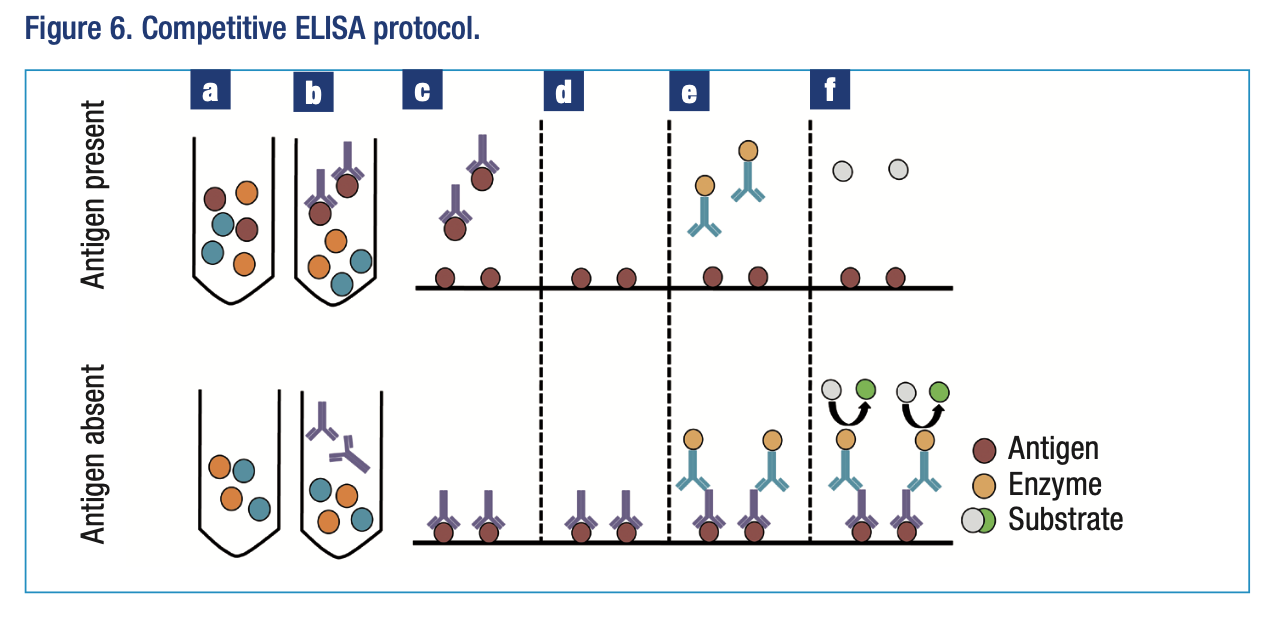 Figure 6. Competitive ELISA protocol.
a b c d e f
Antigen present
Antigen absent
Antigen
Enzyme
Substrate